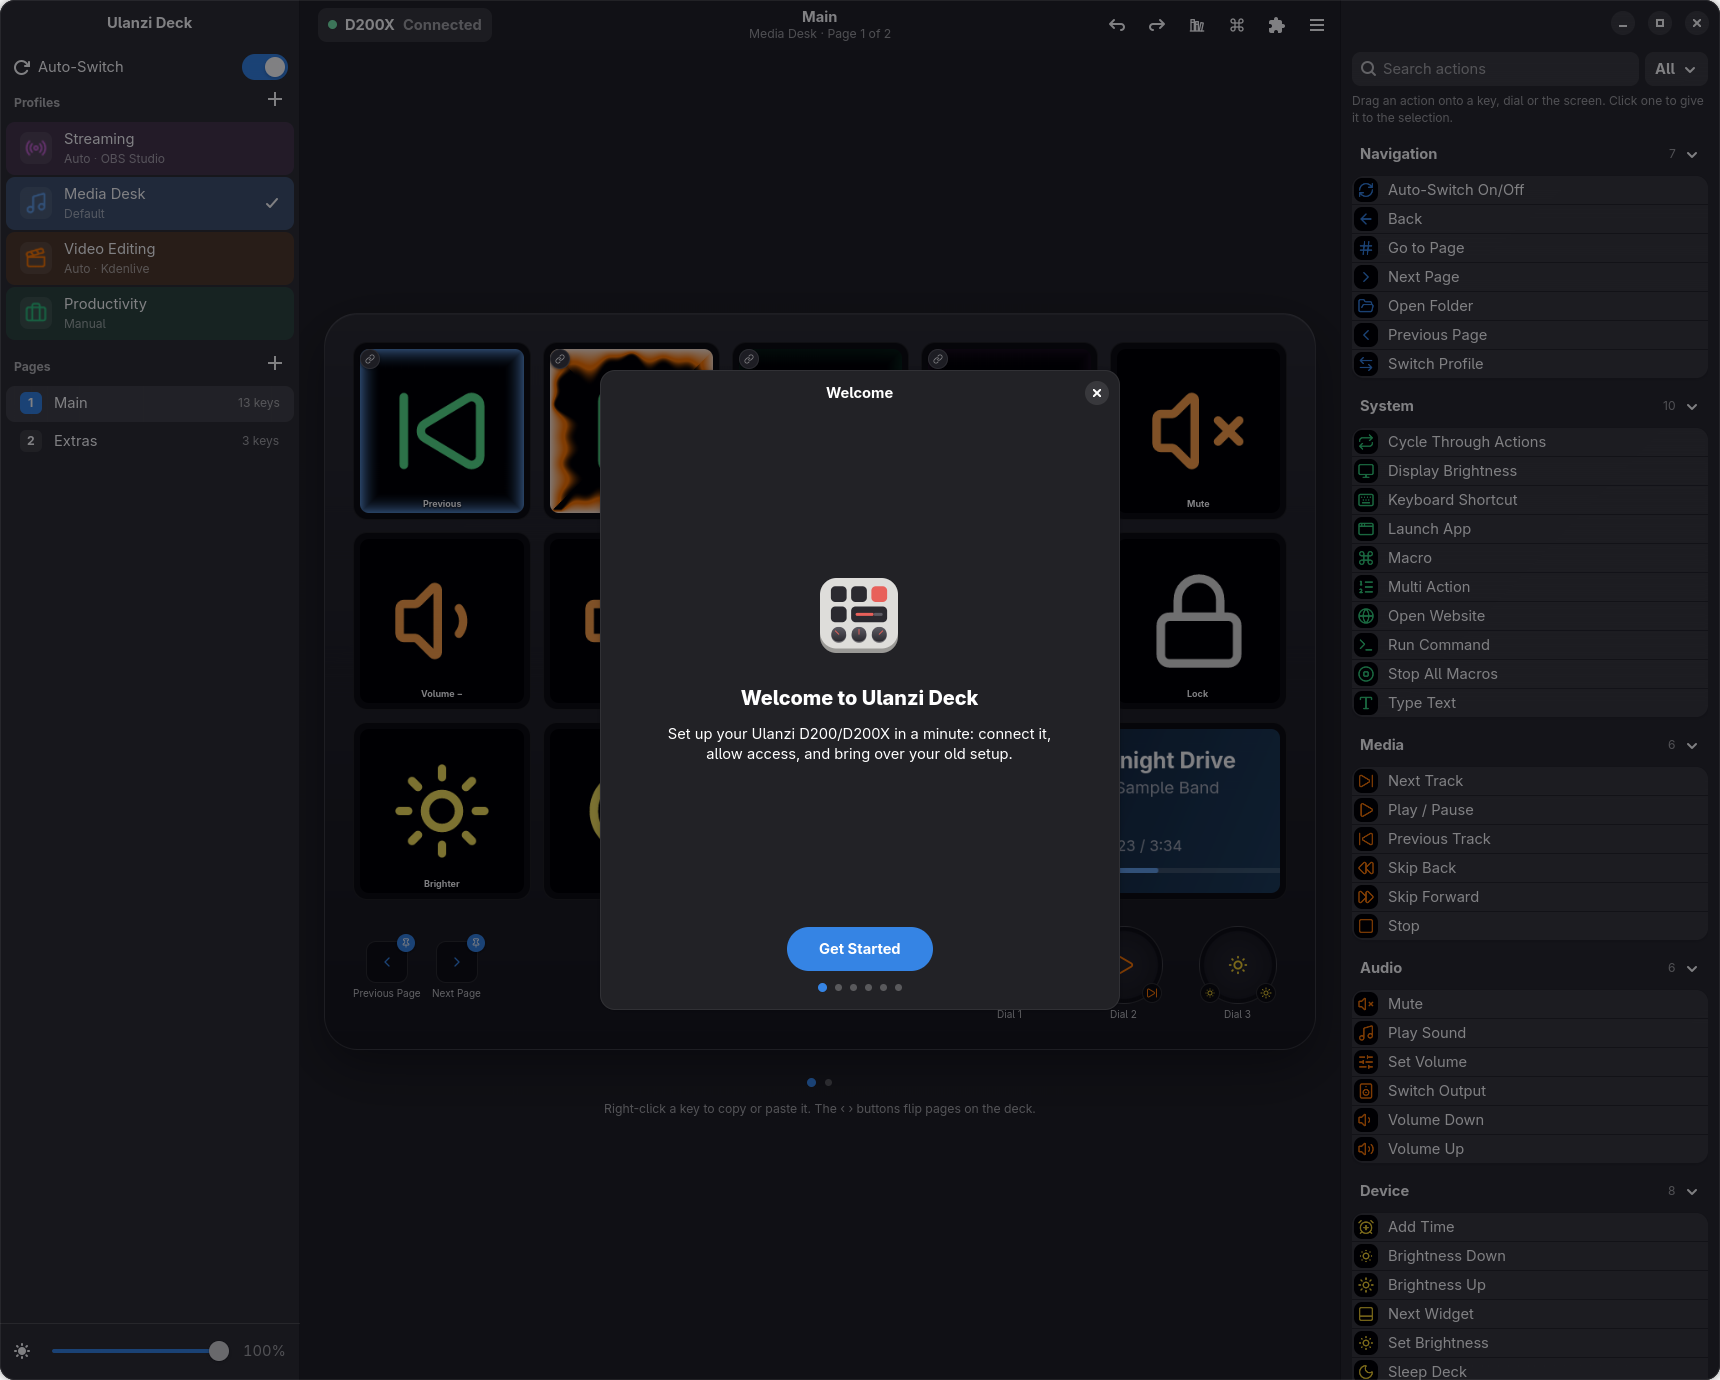 Ulanzi Deck
Auto-Switch
Profiles
Streaming
Auto · OBS Studio
Media Desk
Default
Video Editing
Auto · Kdenlive
Productivity
Manual
Pages
1 Main 13 keys
2 Extras 3 keys
100%
D200X Connected
Main
Media Desk · Page 1 of 2
Previous
Mute
Volume –
Lock
Brighter
night Drive
Sample Band
23 / 3:34
Previous Page
Next Page
Dial 1
Dial 2
Dial 3
Right-click a key to copy or paste it. The ‹ › buttons flip pages on the deck.
Welcome
Welcome to Ulanzi Deck
Set up your Ulanzi D200/D200X in a minute: connect it,
allow access, and bring over your old setup.
Get Started
Search actions
All
Drag an action onto a key, dial or the screen. Click one to give
it to the selection.
Navigation 7
Auto-Switch On/Off
Back
Go to Page
Next Page
Open Folder
Previous Page
Switch Profile
System 10
Cycle Through Actions
Display Brightness
Keyboard Shortcut
Launch App
Macro
Multi Action
Open Website
Run Command
Stop All Macros
Type Text
Media 6
Next Track
Play / Pause
Previous Track
Skip Back
Skip Forward
Stop
Audio 6
Mute
Play Sound
Set Volume
Switch Output
Volume Down
Volume Up
Device 8
Add Time
Brightness Down
Brightness Up
Next Widget
Set Brightness
Sleep Deck